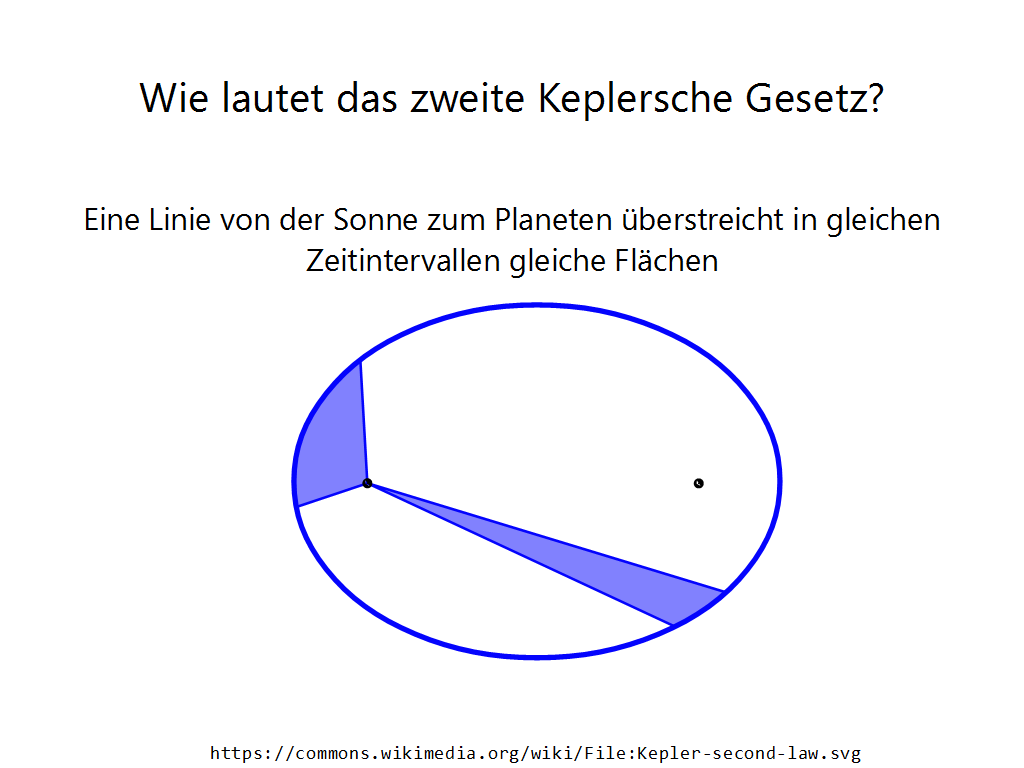 Wie lautet das zweite Keplersche Gesetz?
Eine Linie von der Sonne zum Planeten überstreicht in gleichen
Zeitintervallen gleiche Flächen
https://commons.wikimedia.org/wiki/File:Kepler-second-law.svg